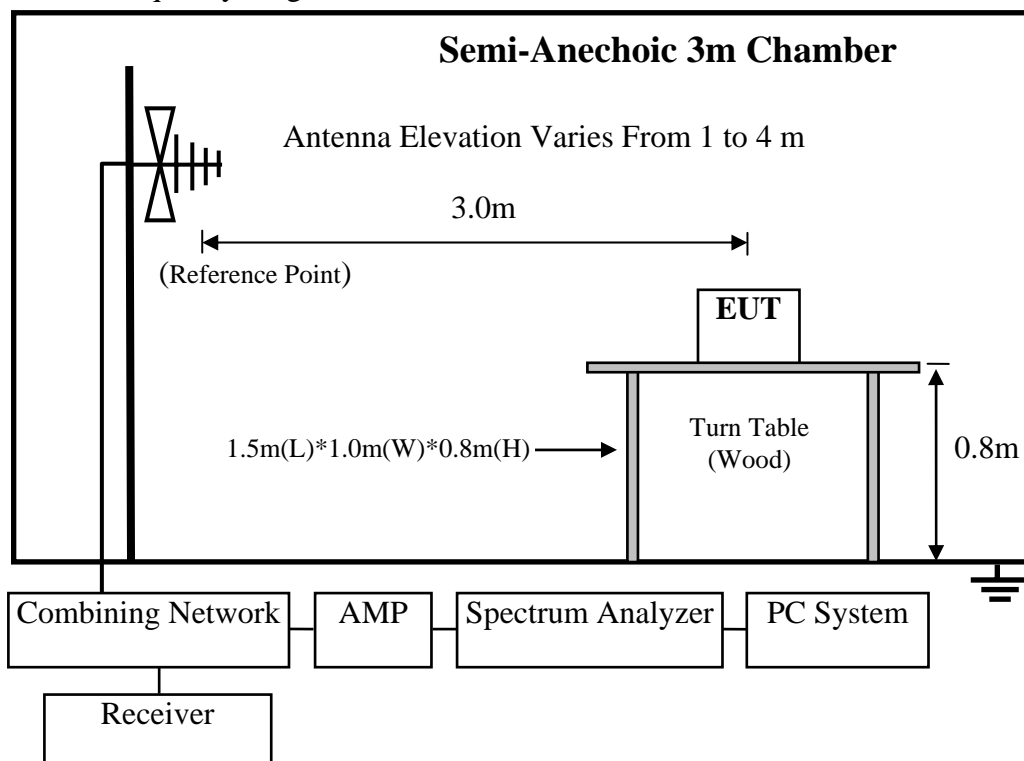 Semi-Anechoic 3m Chamber
Antenna Elevation Varies From 1 to 4 m
3.0m
(Reference Point)
EUT
1.5m(L)*1.0m(W)*0.8m(H)
Turn Table
(Wood)
0.8m
Combining Network
AMP
Spectrum Analyzer
PC System
Receiver